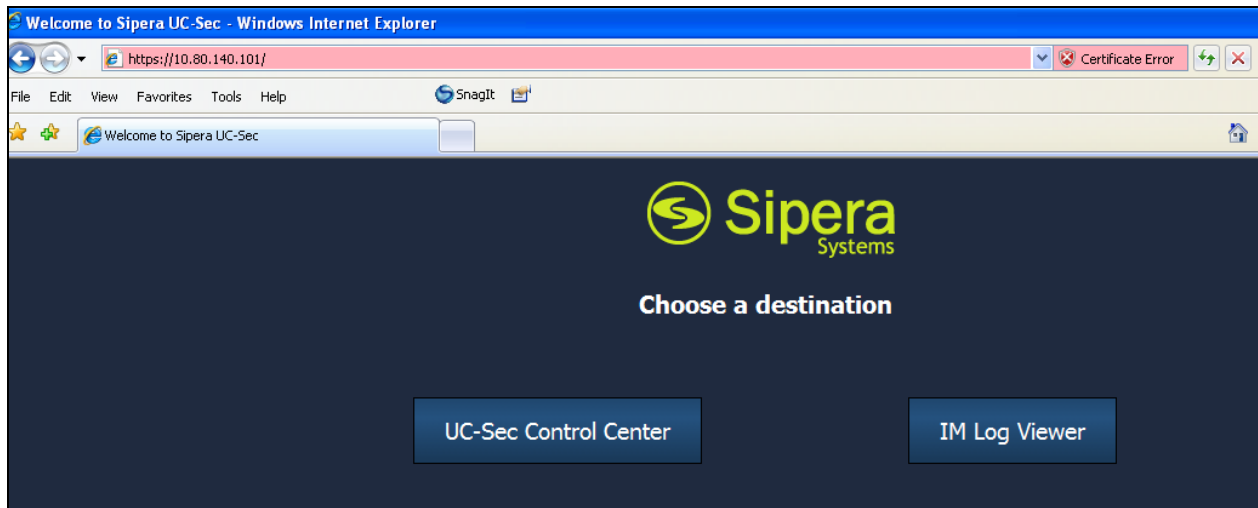 Welcome to Sipera UC-Sec - Windows Internet Explorer
https://10.80.140.101/ Certificate Error
File Edit View Favorites Tools Help SnagIt
Welcome to Sipera UC-Sec
Sipera
Systems
Choose a destination
UC-Sec Control Center IM Log Viewer